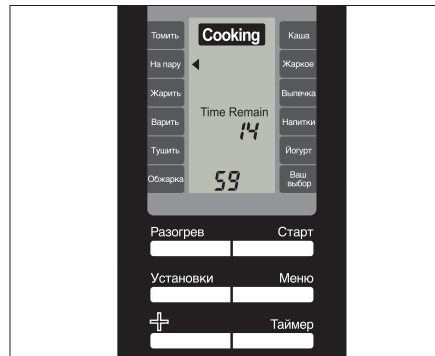 Томить Cooking Каша
На пару Жаркое
Жарить Выпечка
Time Remain
Варить 14 Напитки
Тушить Йогурт
Обжарка 59 Ваш
выбор
Разогрев Старт
Установки Меню
Таймер